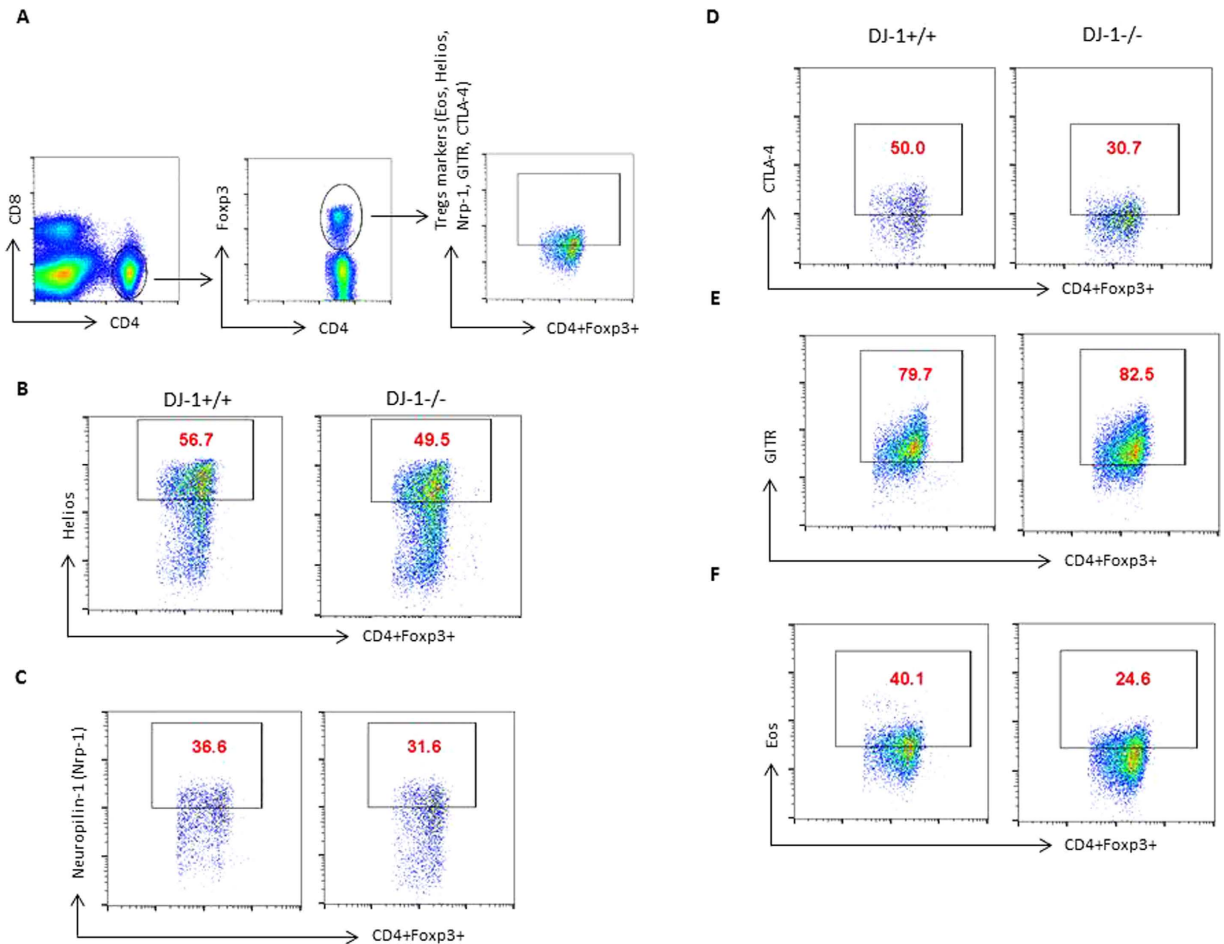 A
CD8
CD4
Foxp3
CD4
Tregs markers (Eos, Helios,
Nrp-1, GITR, CTLA-4)
CD4+Foxp3+
B
DJ-1+/+
DJ-1-/-
Helios
56.7
49.5
CD4+Foxp3+
C
Neuropilin-1 (Nrp-1)
36.6
31.6
CD4+Foxp3+
D
DJ-1+/+
DJ-1-/-
CTLA-4
50.0
30.7
CD4+Foxp3+
E
GITR
79.7
82.5
CD4+Foxp3+
F
Eos
40.1
24.6
CD4+Foxp3+